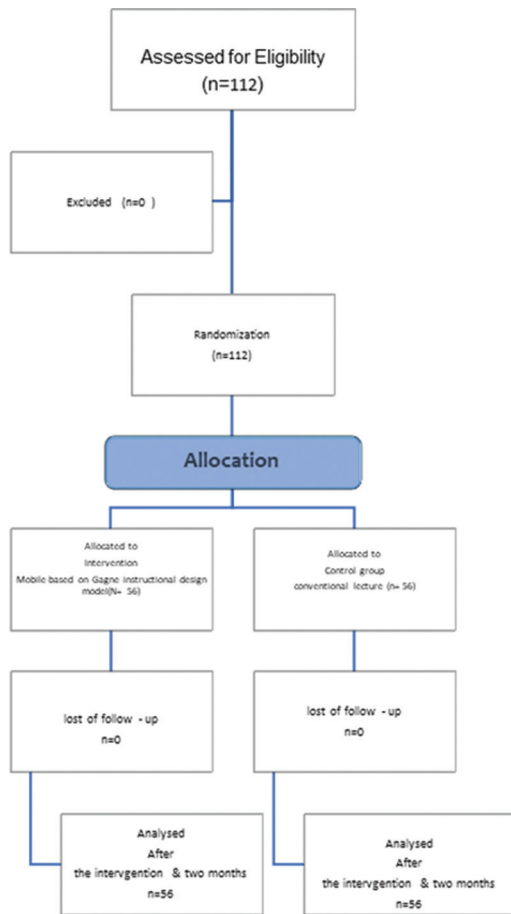 Assessed for Eligibility
(n=112)
Excluded (n=0 )
Randomization
(n=112)
Allocation
Allocated to
Intervention
Mobile based on Gagne instructional design
model(N= 56)
Allocated to
Control group
conventional lecture (n= 56)
lost of follow - up
n=0
lost of follow - up
n=0
Analysed
After
the intervgention & two months
n=56
Analysed
After
the intervgention & two months
n=56